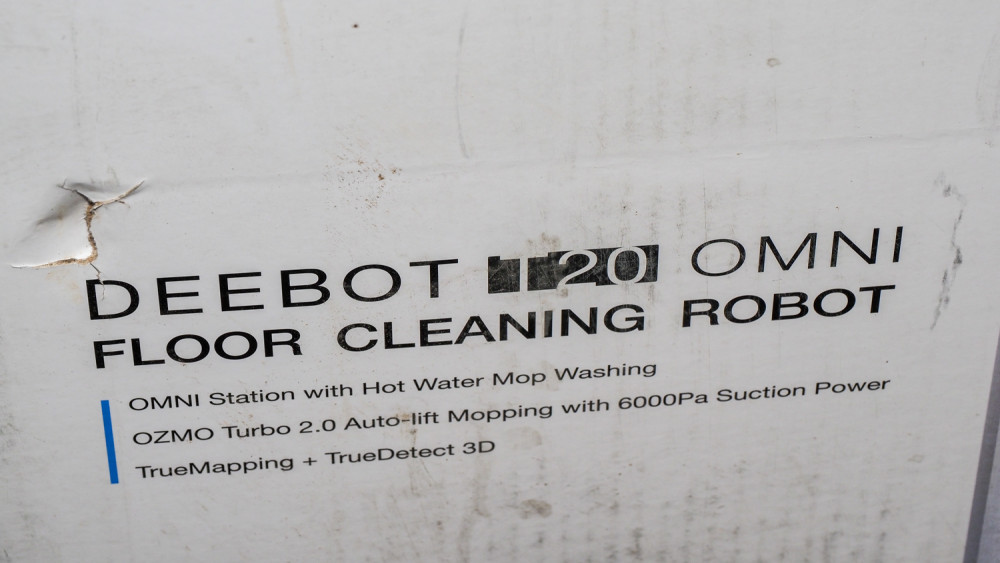 DEEBOT T20 OMNI
FLOOR CLEANING ROBOT
OMNI Station with Hot Water Mop Washing
OZMO Turbo 2.0 Auto-lift Mopping with 6000Pa Suction Power
TrueMapping + TrueDetect 3D